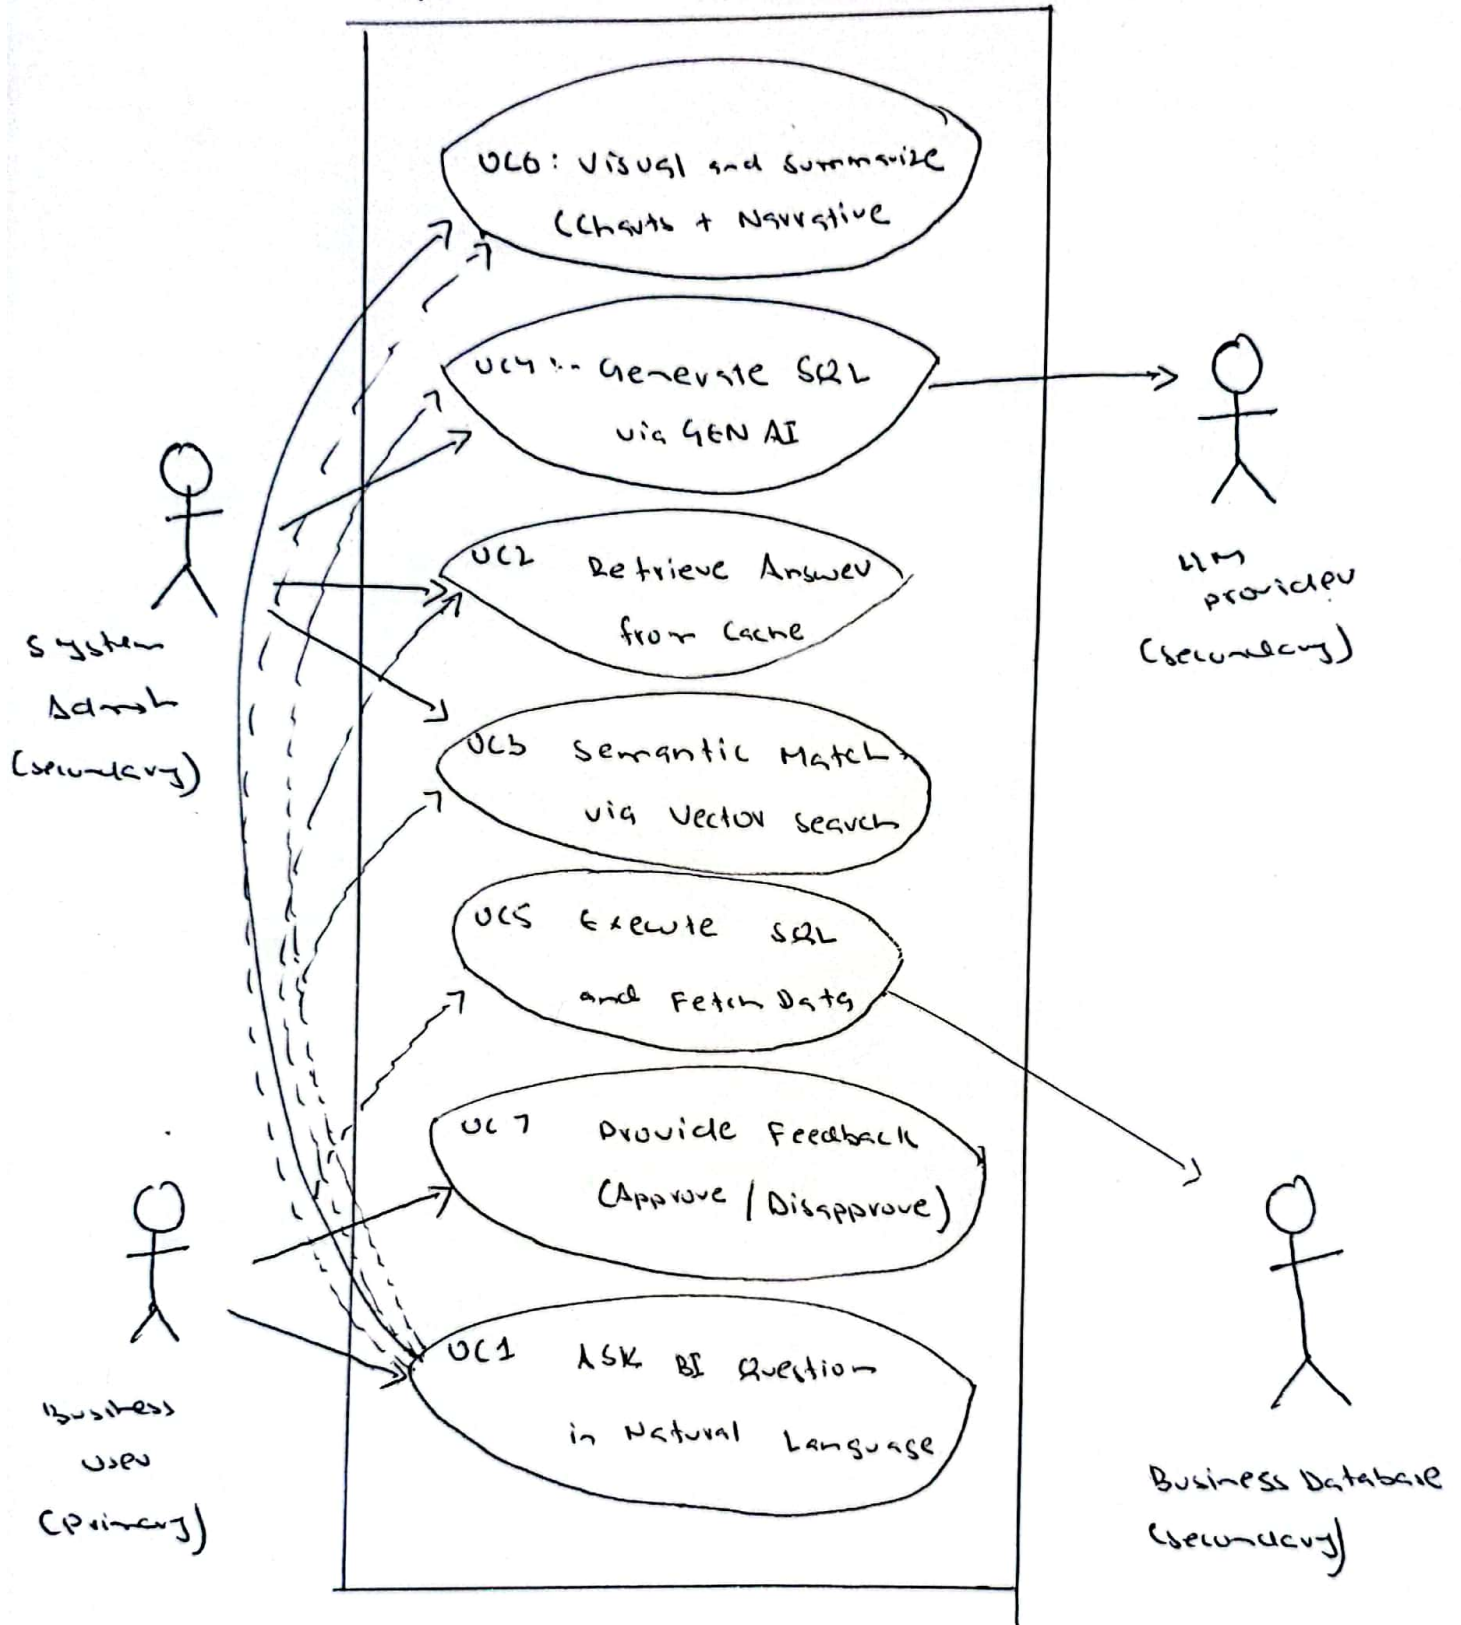 UC6: Visual and Summarize
(Charts + Narrative
UC4:- Generate SQL
via GEN AI
UC2 Retrieve Answer
from Cache
UC3 Semantic Match
via Vector search
UC5 Execute SQL
and Fetch Data
UC7 Provide Feedback
(Approve / Disapprove)
UC1 ASK BI Question
in Natural Language
System
Admin
(secondary)
Business
User
(Primary)
LLM
provider
(secondary)
Business Database
(secondary)